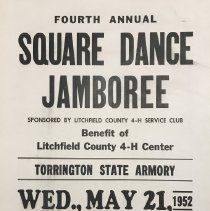 FOURTH ANNUAL
SQUARE DANCE
JAMBOREE
SPONSORED BY LITCHFIELD COUNTY 4-H SERVICE CLUB
Benefit of
Litchfield County 4-H Center
TORRINGTON STATE ARMORY
WED., MAY 21, 1952